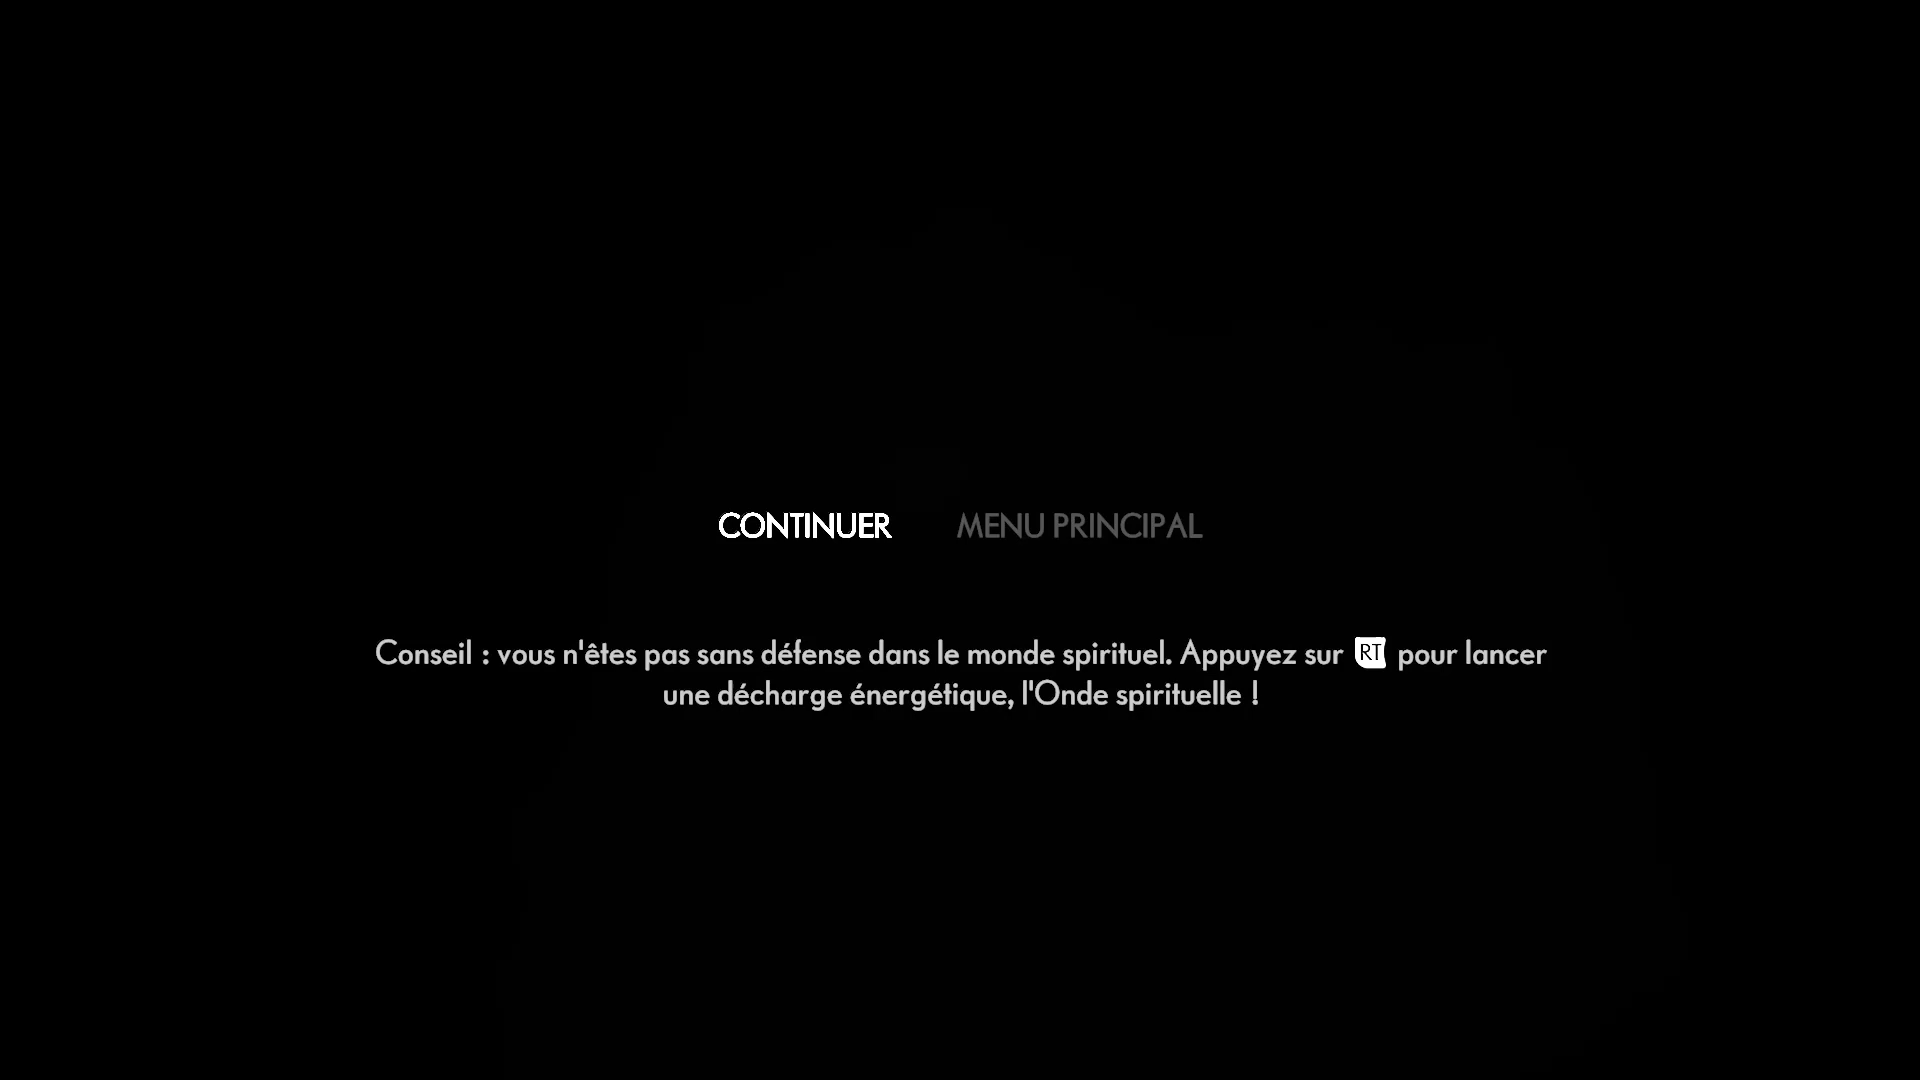 CONTINUER MENU PRINCIPAL
Conseil : vous n'êtes pas sans défense dans le monde spirituel. Appuyez sur RT pour lancer
une décharge énergétique, l'Onde spirituelle !